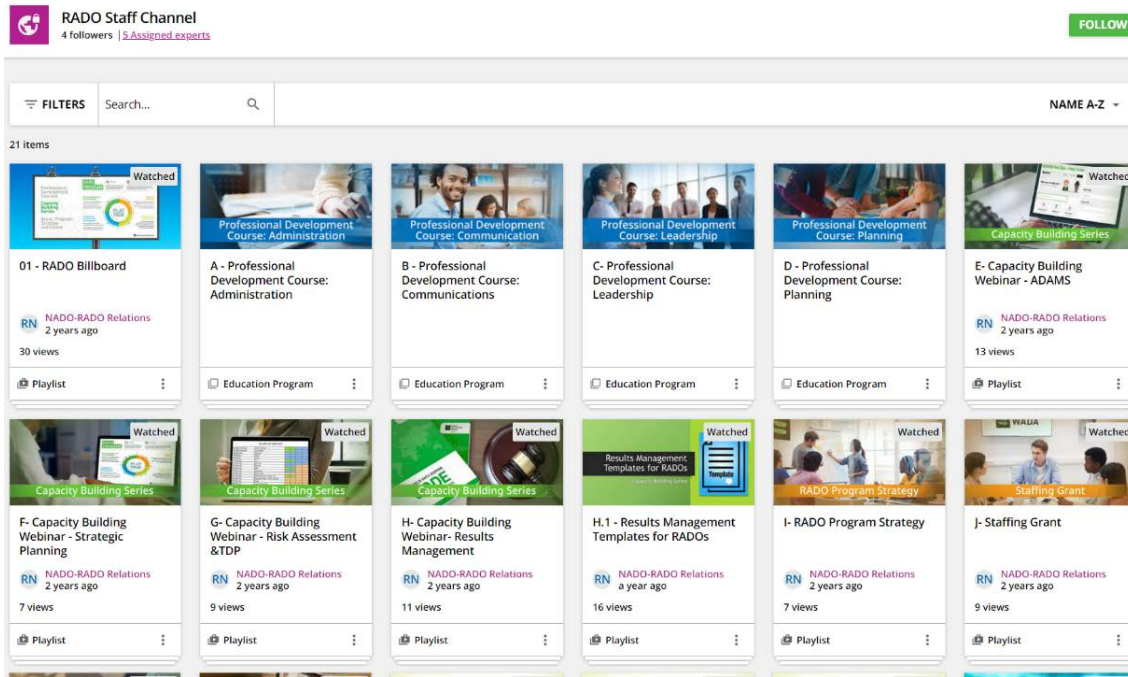 RADO Staff Channel
4 followers | 5 Assigned experts
FOLLOW
FILTERS
Search...
NAME A-Z
21 items
Watched
Professional Development
Course: Administration
Professional Development
Course: Communication
Professional Development
Course: Leadership
Professional Development
Course: Planning
Watched
Capacity Building Series
01 - RADO Billboard
A - Professional
Development Course:
Administration
B - Professional
Development Course:
Communications
C- Professional
Development Course:
Leadership
D - Professional
Development Course:
Planning
E- Capacity Building
Webinar - ADAMS
RN NADO-RADO Relations
2 years ago
30 views
RN NADO-RADO Relations
2 years ago
13 views
Playlist
Education Program
Education Program
Education Program
Education Program
Playlist
Watched
Capacity Building Series
Watched
Capacity Building Series
Watched
Capacity Building Series
Watched
Results Management
Templates for RADOs
Capacity Building Series
Template
Watched
RADO Program Strategy
WADA
Watched
Staffing Grant
F- Capacity Building
Webinar - Strategic
Planning
G- Capacity Building
Webinar - Risk Assessment
&TDP
H- Capacity Building
Webinar- Results
Management
H.1 - Results Management
Templates for RADOs
I- RADO Program Strategy
J- Staffing Grant
RN NADO-RADO Relations
2 years ago
7 views
RN NADO-RADO Relations
2 years ago
9 views
RN NADO-RADO Relations
2 years ago
11 views
RN NADO-RADO Relations
a year ago
16 views
RN NADO-RADO Relations
2 years ago
7 views
RN NADO-RADO Relations
2 years ago
9 views
Playlist
Playlist
Playlist
Playlist
Playlist
Playlist